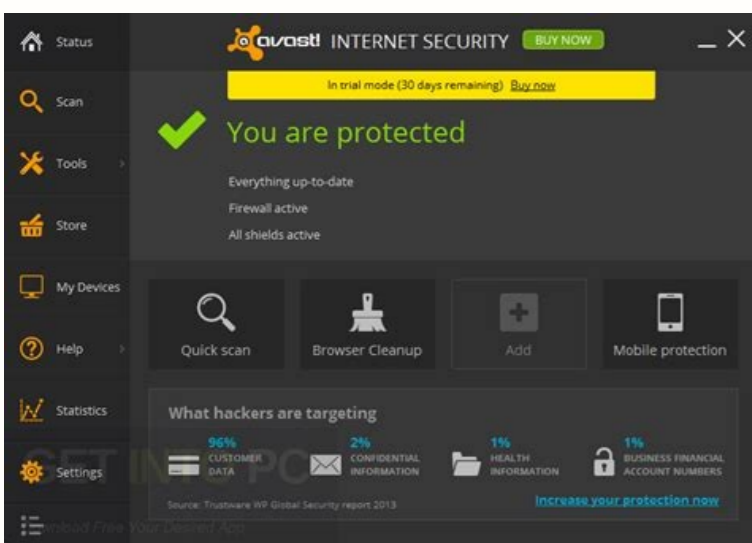 Status
Scan
Tools
Store
My Devices
Help
Statistics
Settings
avast! INTERNET SECURITY
BUY NOW
In trial mode (30 days remaining) Buy now
You are protected
Everything up-to-date
Firewall active
All shields active
Quick scan
Browser Cleanup
Add
Mobile protection
What hackers are targeting
96%
CUSTOMER
DATA
2%
CONFIDENTIAL
INFORMATION
1%
HEALTH
INFORMATION
1%
BUSINESS FINANCIAL
ACCOUNT NUMBERS
Source: Trustware WP Global Security report 2013
Increase your protection now
GET INTO PC
Download Free Your Desired App